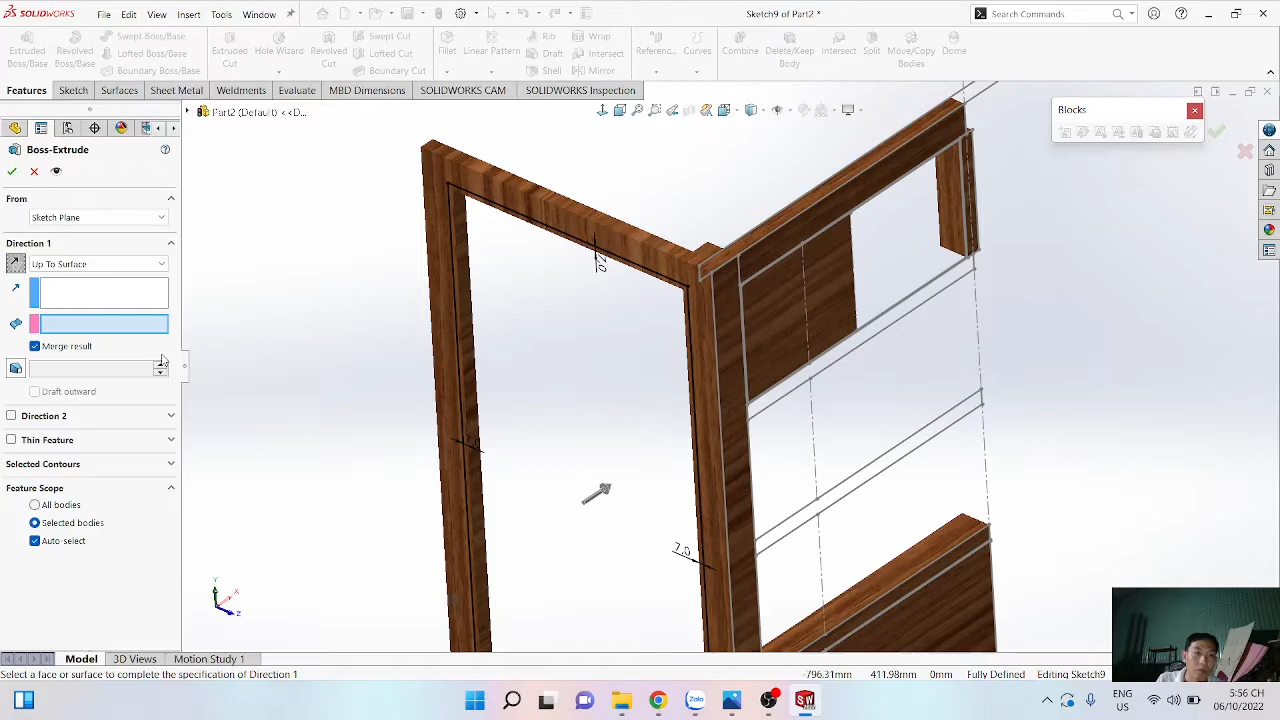 SOLIDWORKS File Edit View Insert Tools Window Sketch9 of Part2 * Search Commands
Extruded Boss/Base Revolved Boss/Base Swept Boss/Base Lofted Boss/Base Boundary Boss/Base Extruded Cut Hole Wizard Revolved Cut Swept Cut Lofted Cut Boundary Cut Fillet Linear Pattern Rib Draft Shell Wrap Intersect Mirror Referenc... Curves Combine Delete/Keep Body Intersect Split Move/Copy Bodies Dome
Features Sketch Surfaces Sheet Metal Weldments Evaluate MBD Dimensions SOLIDWORKS CAM SOLIDWORKS Inspection
Part2 (Default < <D...
Blocks
Boss-Extrude
From
Sketch Plane
Direction 1
Up To Surface
Merge result
Draft outward
Direction 2
Thin Feature
Selected Contours
Feature Scope
All bodies
Selected bodies
Auto-select
7.0
Y
X
Z
Model 3D Views Motion Study 1
Select a face or surface to complete the specification of Direction 1 -796.31mm 411.98mm 0mm Fully Defined Editing Sketch9
Zalo SW ENG
US
06/10/2022